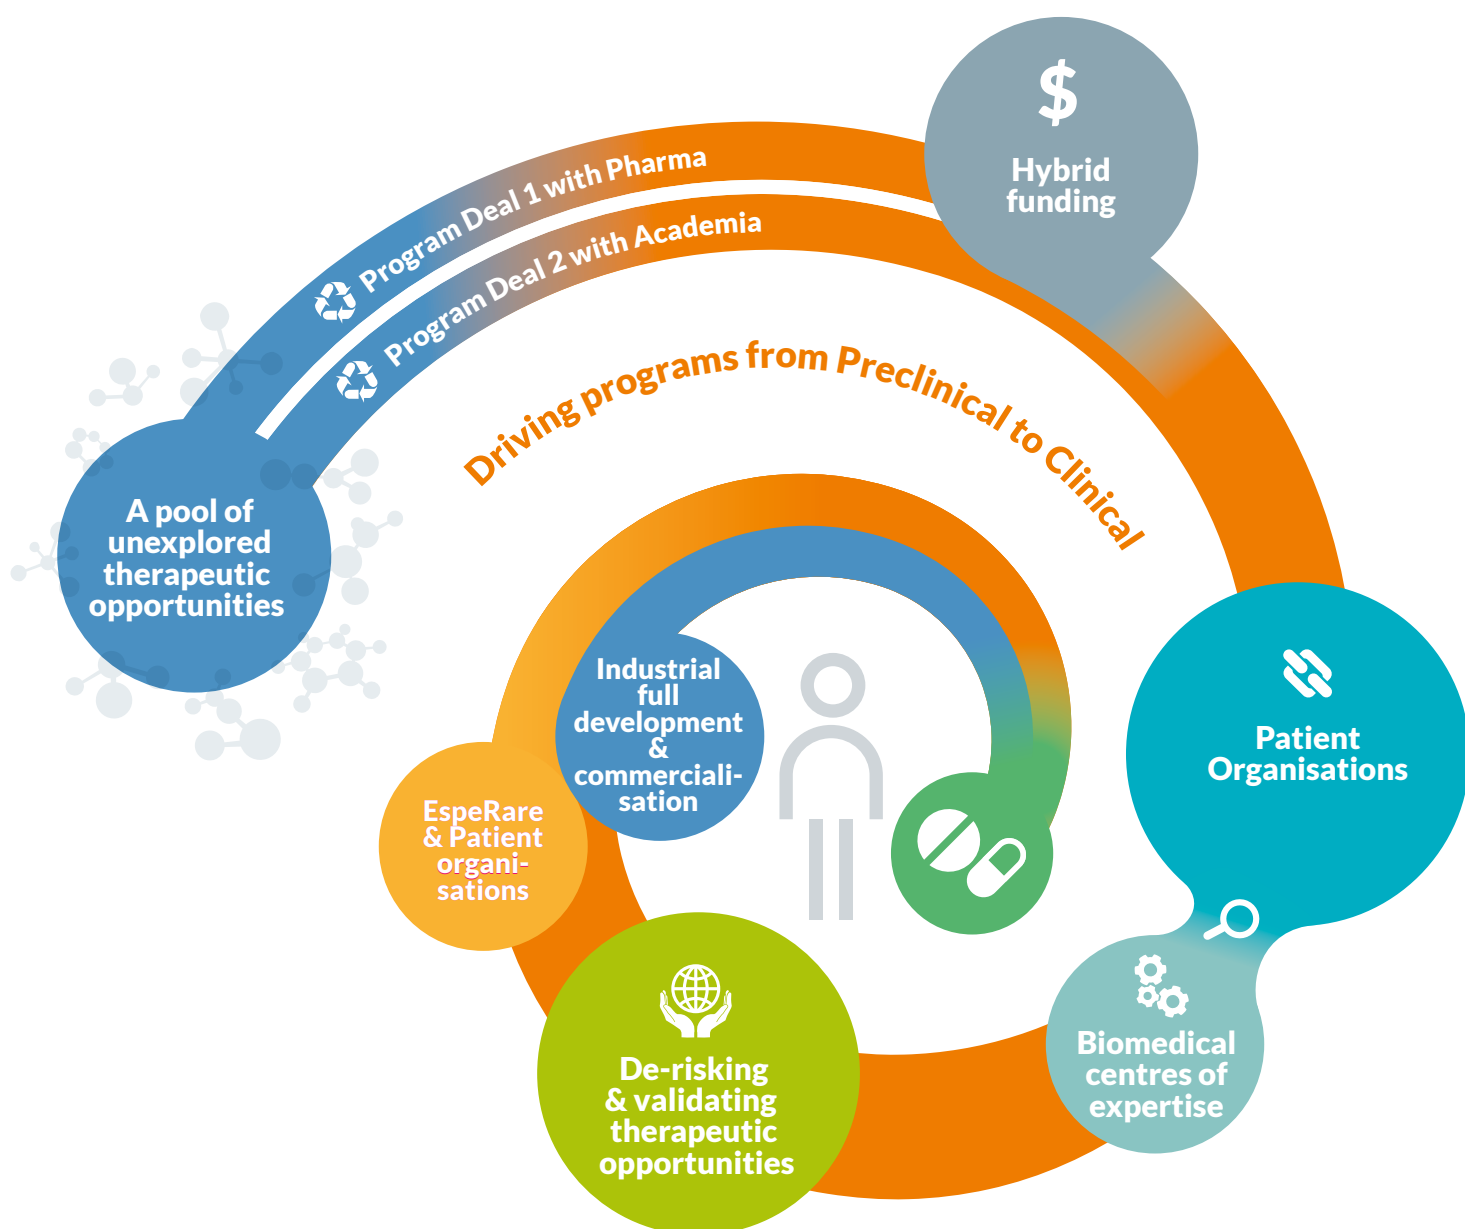 $
Hybrid
funding
Program Deal 1 with Pharma
Program Deal 2 with Academia
Driving programs from Preclinical to Clinical
A pool of
unexplored
therapeutic
opportunities
Industrial
full
development
&
commerciali-
sation
EspeRare
& Patient
organi-
sations
Patient
Organisations
Biomedical
centres of
expertise
De-risking
& validating
therapeutic
opportunities